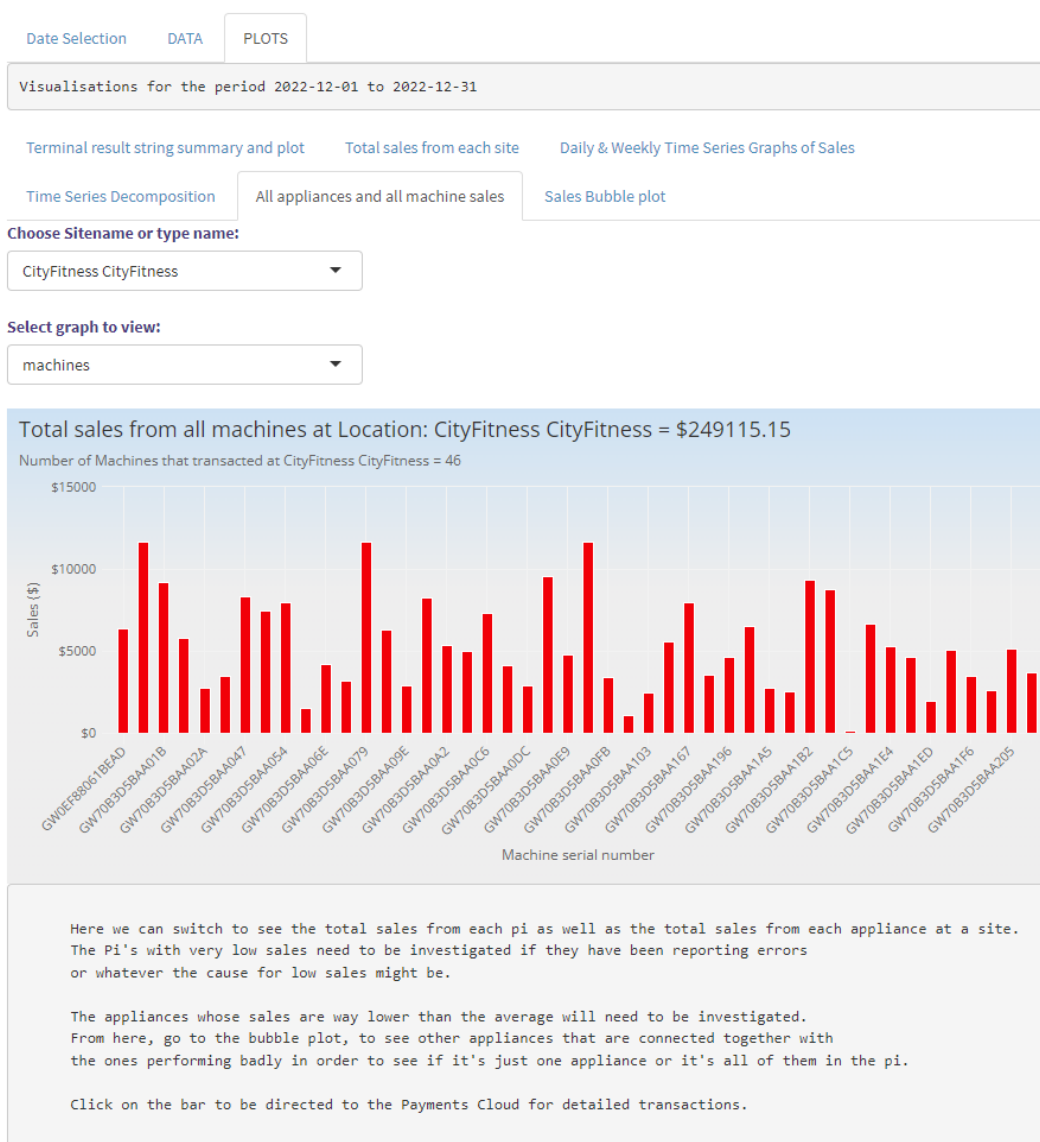 Date Selection DATA PLOTS
Visualisations for the period 2022-12-01 to 2022-12-31
Terminal result string summary and plot Total sales from each site Daily & Weekly Time Series Graphs of Sales
Time Series Decomposition All appliances and all machine sales Sales Bubble plot
Choose Sitename or type name:
CityFitness CityFitness
Select graph to view:
machines
Total sales from all machines at Location: CityFitness CityFitness = $249115.15
Number of Machines that transacted at CityFitness CityFitness = 46
$15000
$10000
$5000
$0
Sales ($)
GW0EF88061BEAD
GW70B3D5BAA01B
GW70B3D5BAA02A
GW70B3D5BAA047
GW70B3D5BAA054
GW70B3D5BAA06E
GW70B3D5BAA079
GW70B3D5BAA09E
GW70B3D5BAA0A2
GW70B3D5BAA0C6
GW70B3D5BAA0DC
GW70B3D5BAA0E9
GW70B3D5BAA0FB
GW70B3D5BAA103
GW70B3D5BAA167
GW70B3D5BAA196
GW70B3D5BAA1A5
GW70B3D5BAA1B2
GW70B3D5BAA1C5
GW70B3D5BAA1E4
GW70B3D5BAA1ED
GW70B3D5BAA1F6
GW70B3D5BAA205
Machine serial number
Here we can switch to see the total sales from each pi as well as the total sales from each appliance at a site.
The Pi's with very low sales need to be investigated if they have been reporting errors
or whatever the cause for low sales might be.
The appliances whose sales are way lower than the average will need to be investigated.
From here, go to the bubble plot, to see other appliances that are connected together with
the ones performing badly in order to see if it's just one appliance or it's all of them in the pi.
Click on the bar to be directed to the Payments Cloud for detailed transactions.